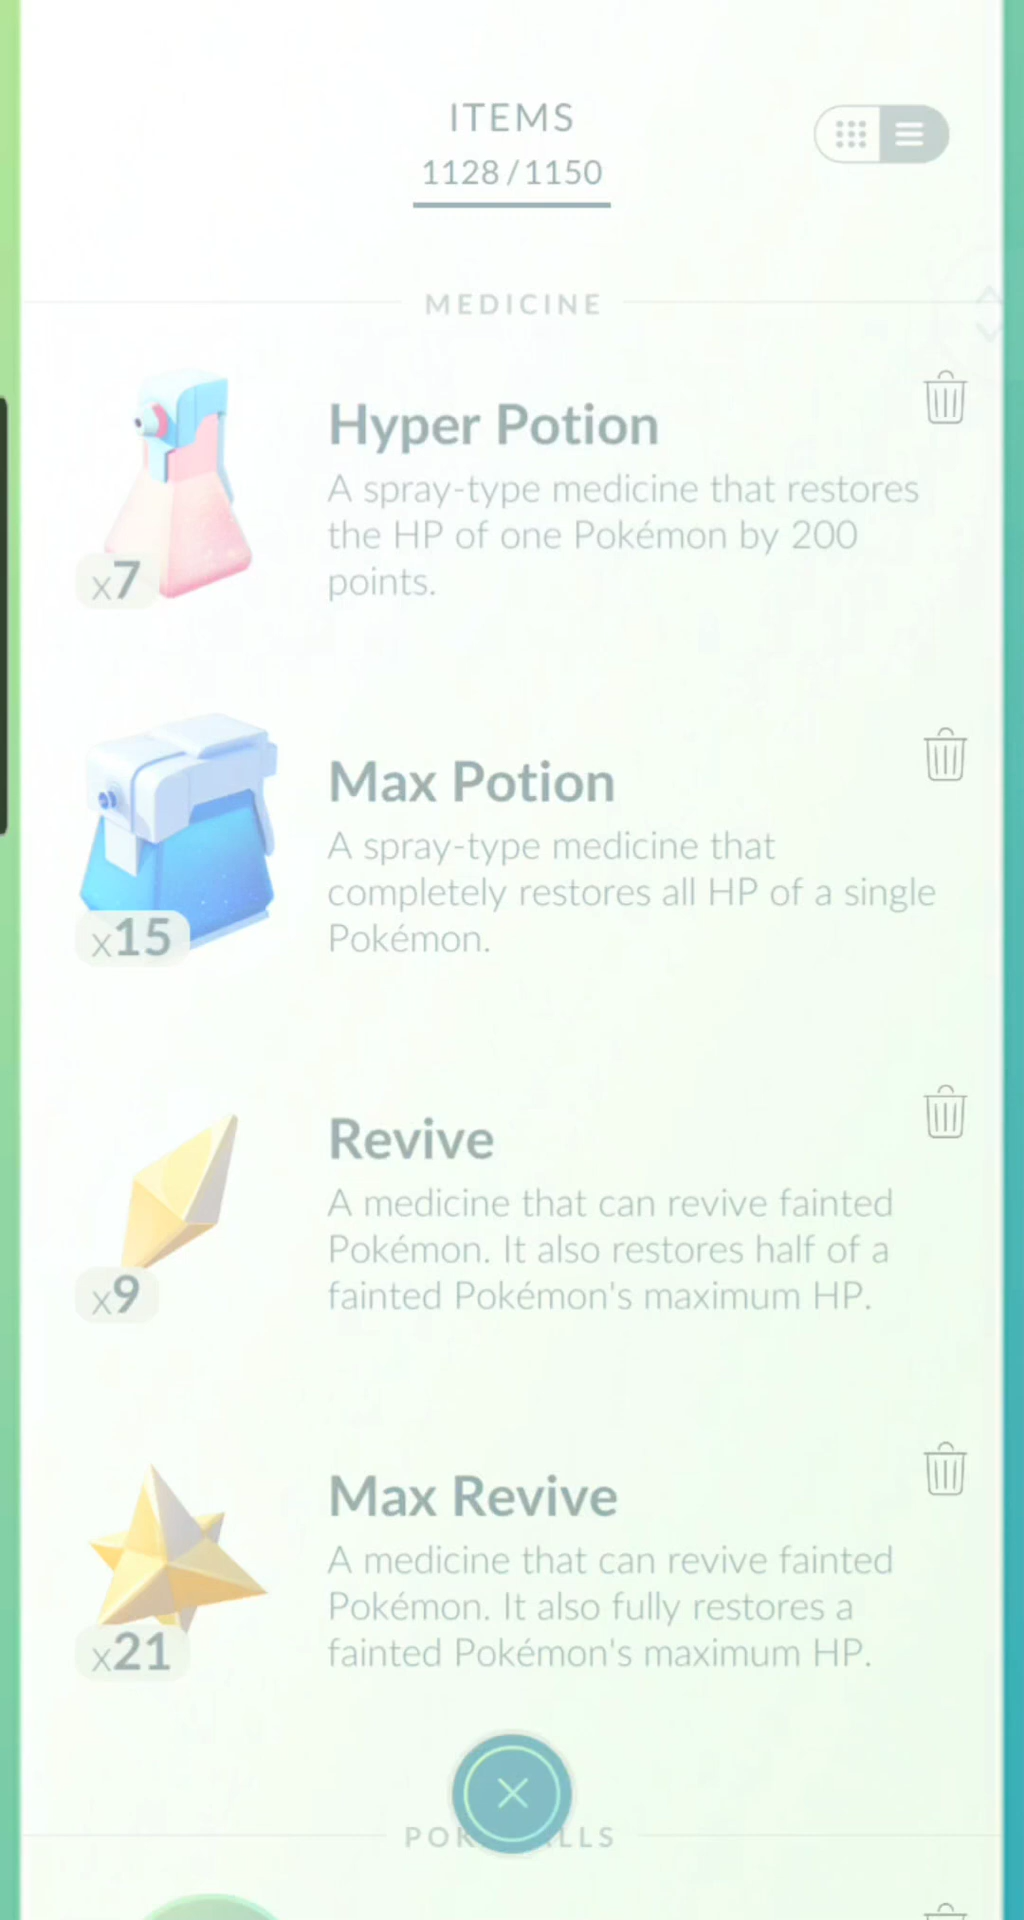 ITEMS
1128 / 1150
MEDICINE
Hyper Potion
A spray-type medicine that restores
the HP of one Pokémon by 200
points.
x7
Max Potion
A spray-type medicine that
completely restores all HP of a single
Pokémon.
x15
Revive
A medicine that can revive fainted
Pokémon. It also restores half of a
fainted Pokémon's maximum HP.
x9
Max Revive
A medicine that can revive fainted
Pokémon. It also fully restores a
fainted Pokémon's maximum HP.
x21